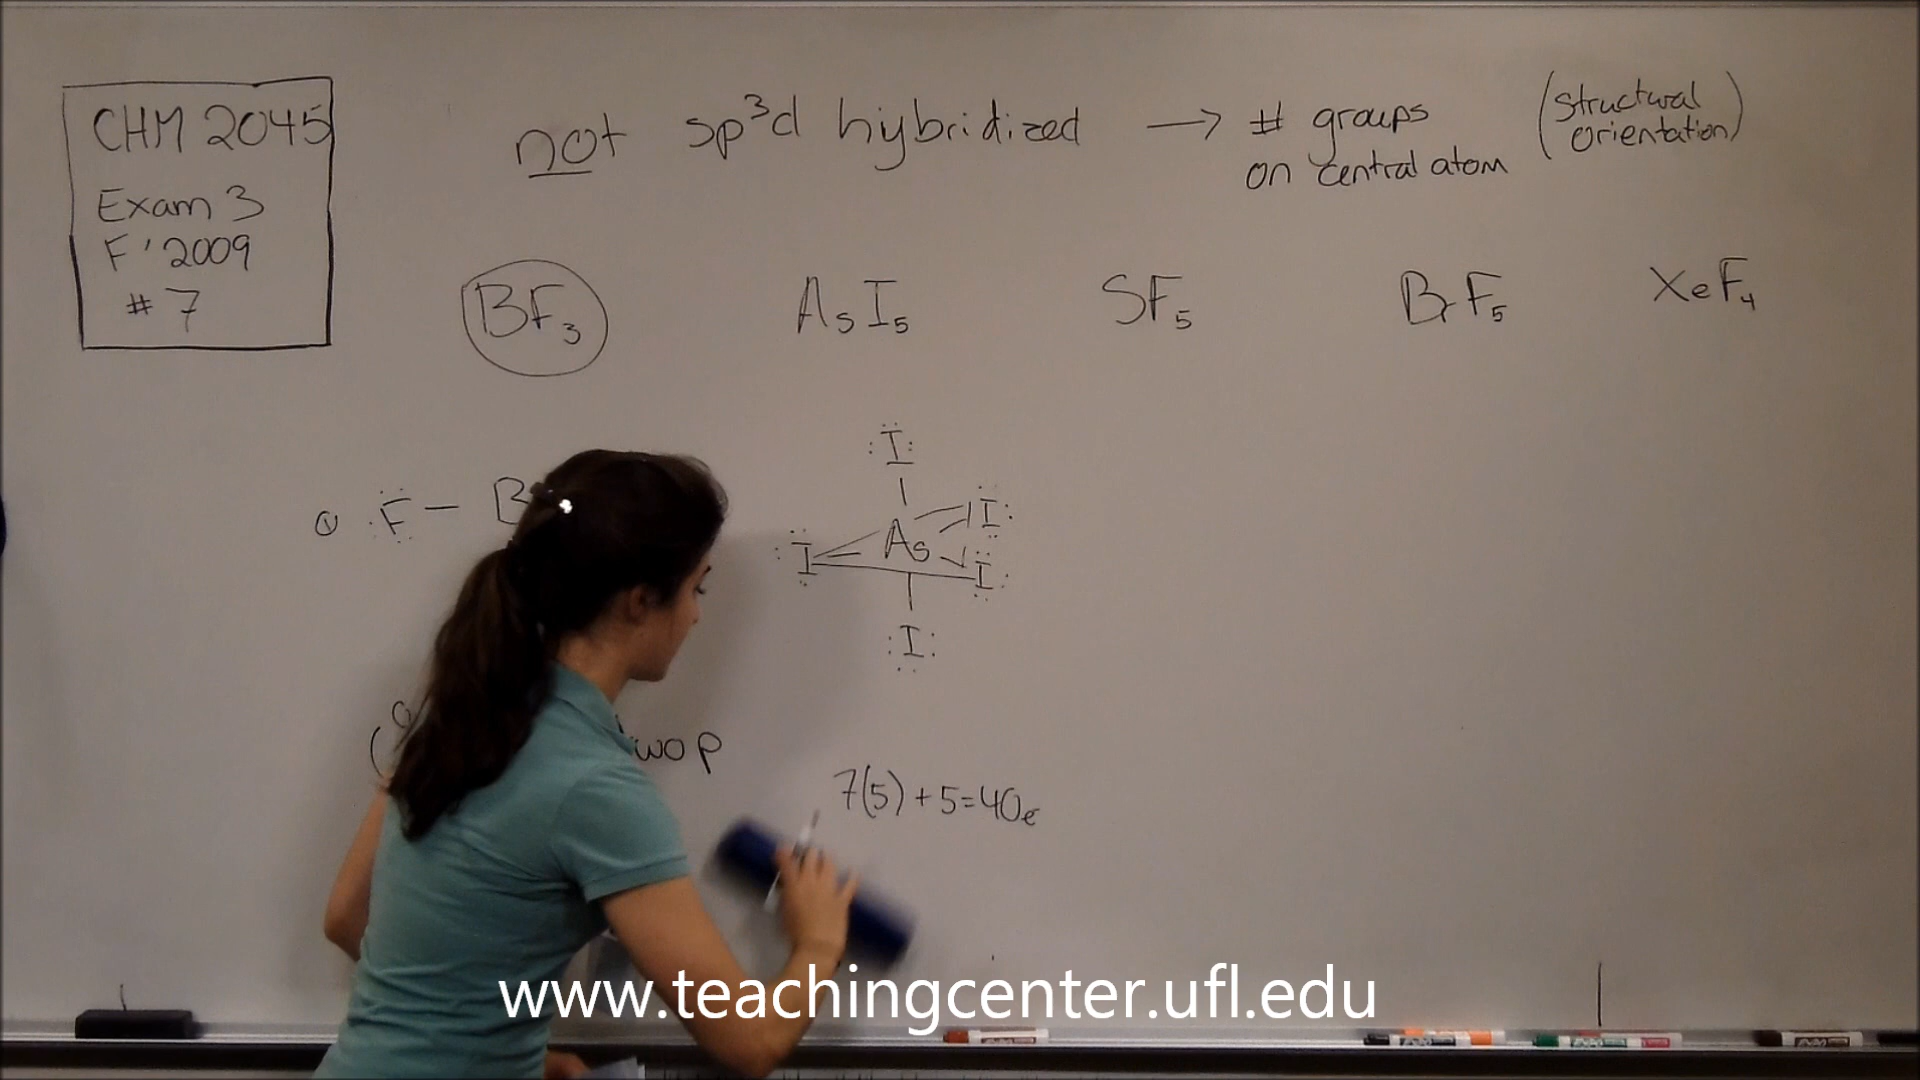 CHM 2045
Exam 3
F '2009
# 7
not sp³d hybridized → # groups
on central atom
(structural
orientation)
BF₃ AsI₅ SF₅ BrF₅ XeF₄
F — B
I
As I
I I
I
wo p
7(5) + 5 = 40e
www.teachingcenter.ufl.edu